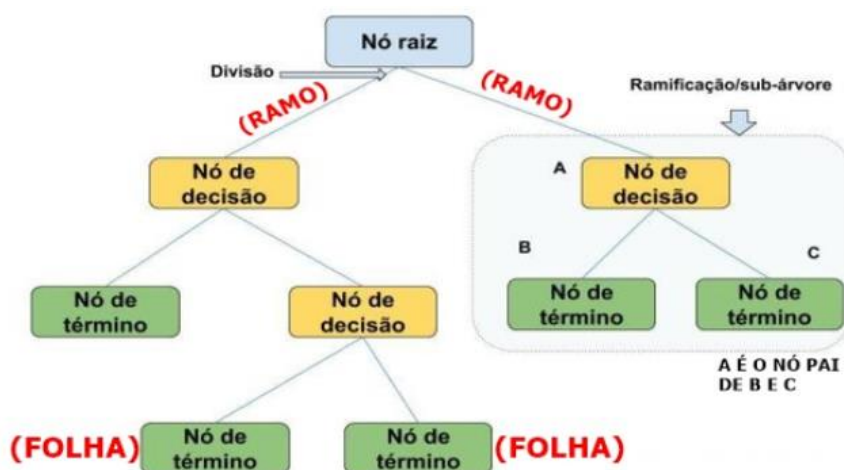 Nó raiz
Divisão
(RAMO)
(RAMO)
Ramificação/sub-árvore
Nó de
decisão
A
Nó de
decisão
B
C
Nó de
término
Nó de
decisão
Nó de
término
Nó de
término
A É O NÓ PAI
DE B E C
(FOLHA)
Nó de
término
Nó de
término
(FOLHA)